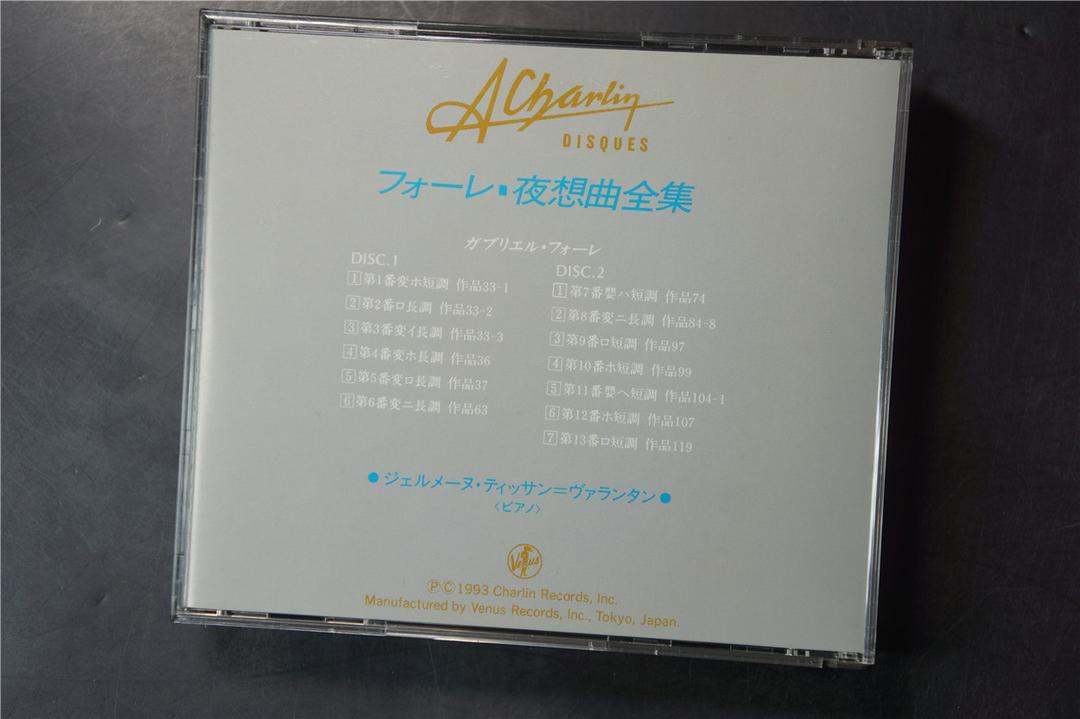 A Charlin
DISQUES
フォーレ・夜想曲全集
ガブリエル・フォーレ
DISC.1
1 第1番変ホ短調 作品33-1
2 第2番ロ長調 作品33-2
3 第3番変イ長調 作品33-3
4 第4番変ホ長調 作品36
5 第5番変ロ長調 作品37
6 第6番変ニ長調 作品63
DISC.2
1 第7番嬰ハ短調 作品74
2 第8番変ニ長調 作品84-8
3 第9番ロ短調 作品97
4 第10番ホ短調 作品99
5 第11番嬰ヘ短調 作品104-1
6 第12番ホ短調 作品107
7 第13番ロ短調 作品119
●ジェルメーヌ・ティッサン=ヴァランタン●
〈ピアノ〉
Venus
ⓅⒸ1993 Charlin Records, Inc.
Manufactured by Venus Records, Inc., Tokyo, Japan.